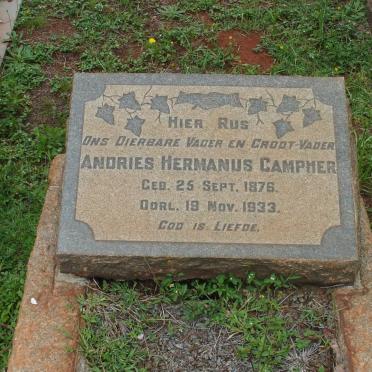 Hier Rus
Ons Dierbare Vader en Groot-Vader
Andries Hermanus Campher
Geb. 25 Sept. 1876.
Oorl. 19 Nov. 1933.
God is Liefde.